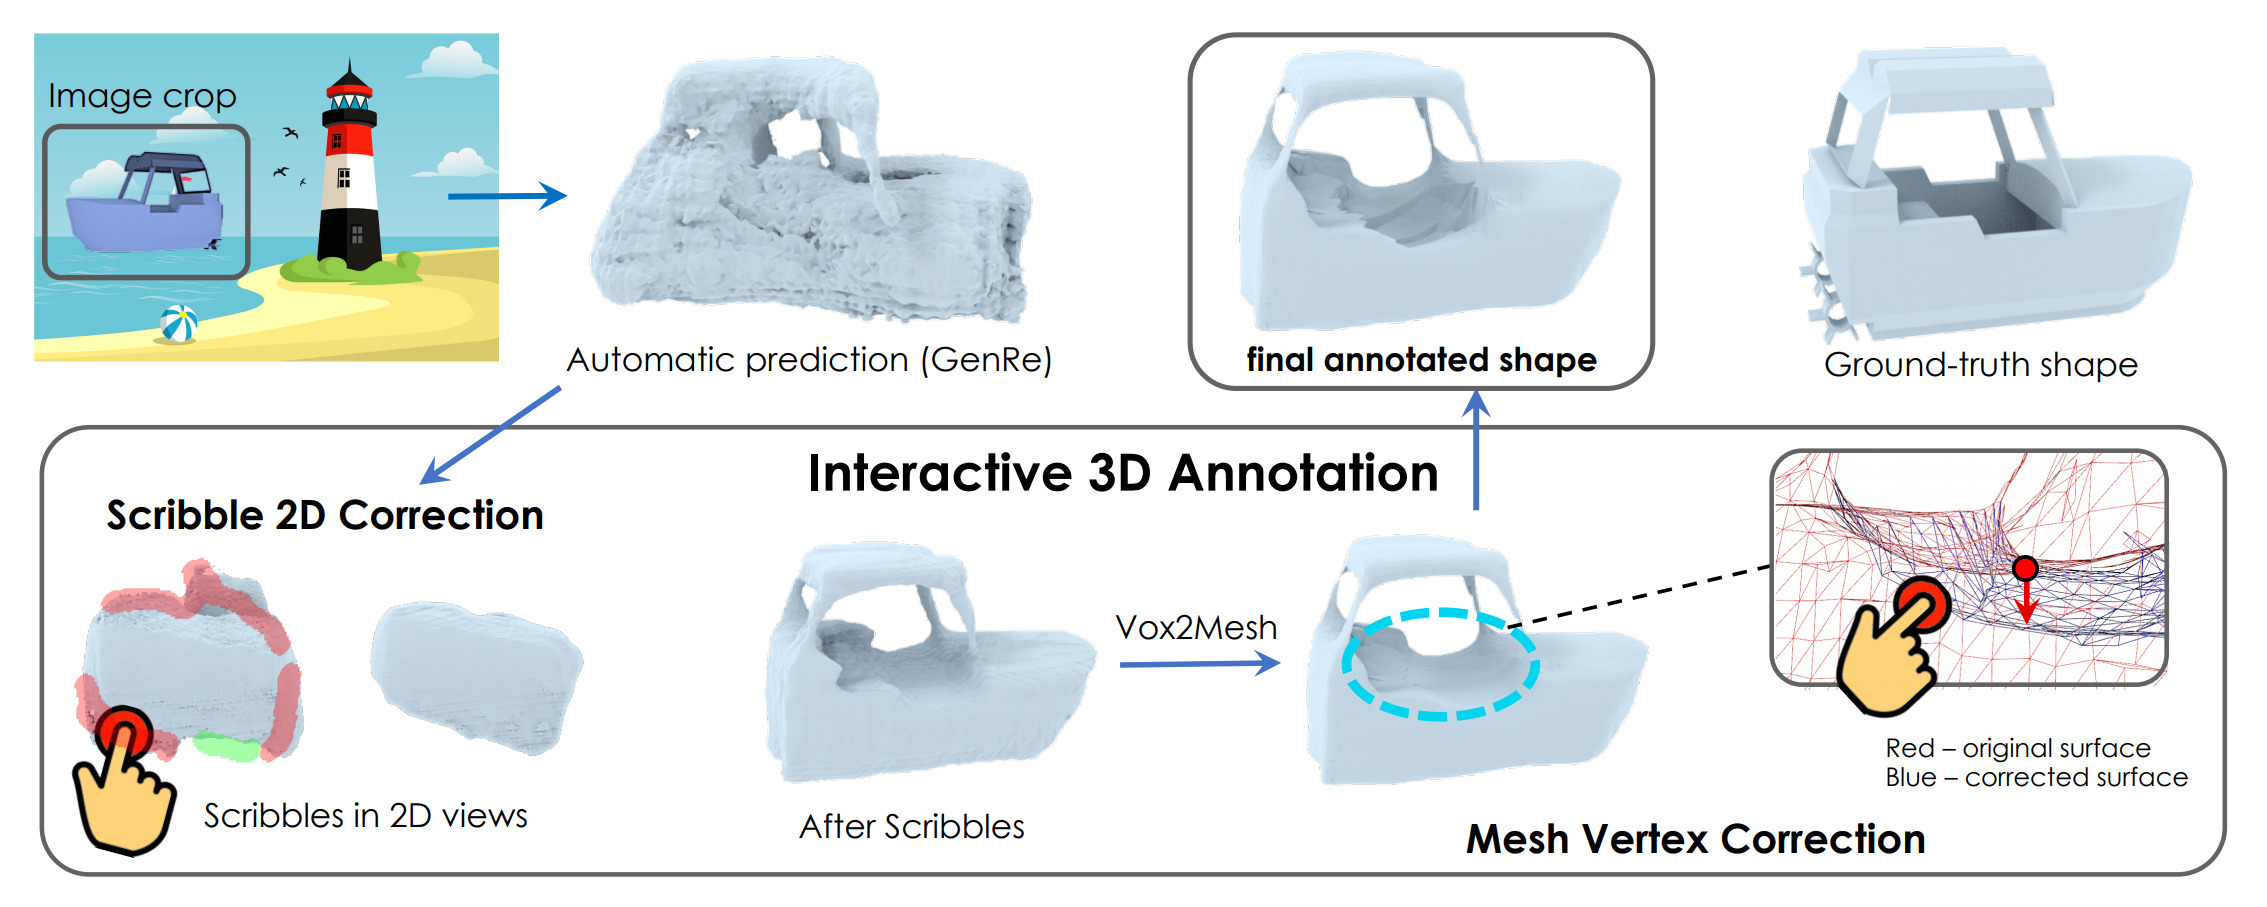 Image crop
Automatic prediction (GenRe)
final annotated shape
Ground-truth shape
Interactive 3D Annotation
Scribble 2D Correction
Scribbles in 2D views
After Scribbles
Vox2Mesh
Red – original surface
Blue – corrected surface
Mesh Vertex Correction